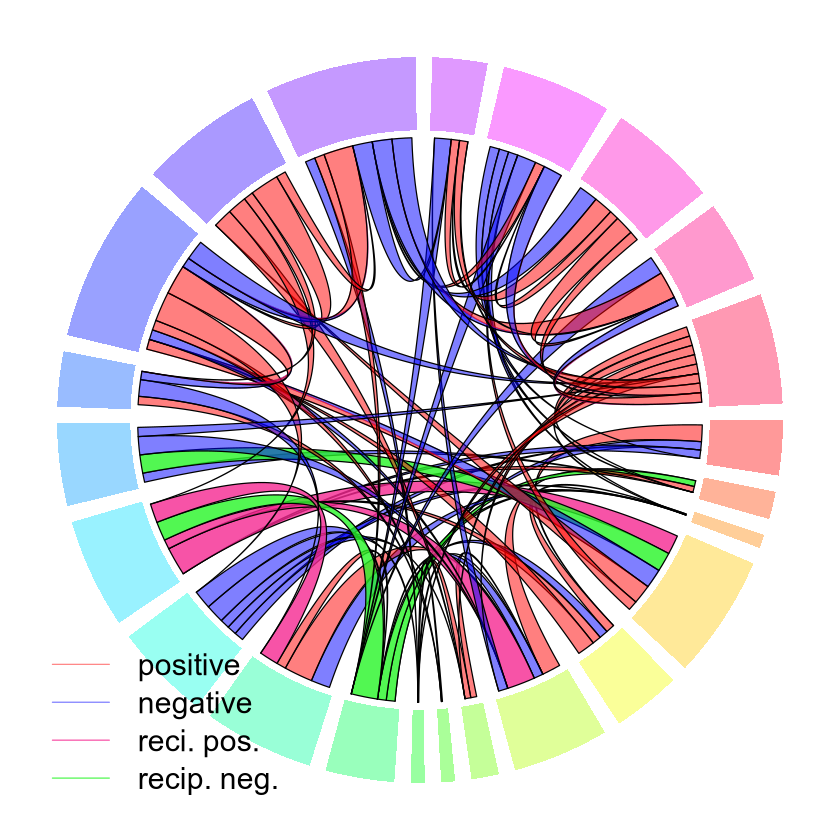 positive
negative
reci. pos.
recip. neg.